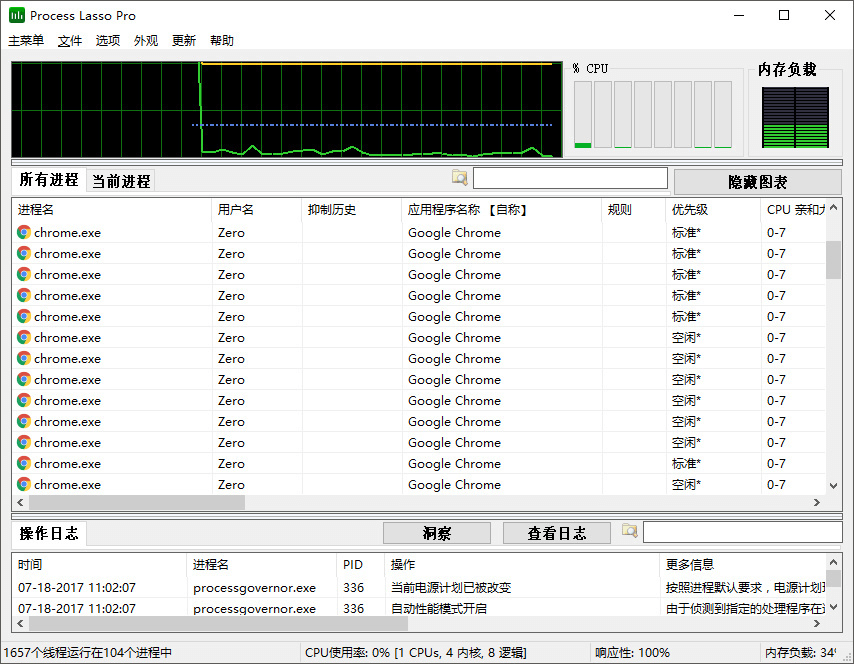 Process Lasso Pro
主菜单 文件 选项 外观 更新 帮助
% CPU 内存负载
所有进程 当前进程 隐藏图表
进程名 用户名 抑制历史 应用程序名称 【自称】 规则 优先级 CPU 亲和
chrome.exe Zero Google Chrome 标准* 0-7
chrome.exe Zero Google Chrome 标准* 0-7
chrome.exe Zero Google Chrome 标准* 0-7
chrome.exe Zero Google Chrome 标准* 0-7
chrome.exe Zero Google Chrome 标准* 0-7
chrome.exe Zero Google Chrome 空闲* 0-7
chrome.exe Zero Google Chrome 空闲* 0-7
chrome.exe Zero Google Chrome 空闲* 0-7
chrome.exe Zero Google Chrome 空闲* 0-7
chrome.exe Zero Google Chrome 空闲* 0-7
chrome.exe Zero Google Chrome 空闲* 0-7
chrome.exe Zero Google Chrome 标准* 0-7
chrome.exe Zero Google Chrome 空闲* 0-7
操作日志 洞察 查看日志
时间 进程名 PID 操作 更多信息
07-18-2017 11:02:07 processgovernor.exe 336 当前电源计划已被改变 按照进程默认要求，电源计划
07-18-2017 11:02:07 processgovernor.exe 336 自动性能模式开启 由于侦测到指定的处理程序在
1657个线程运行在104个进程中 CPU使用率: 0% [1 CPUs, 4 内核, 8 逻辑] 响应性: 100% 内存负载: 34%